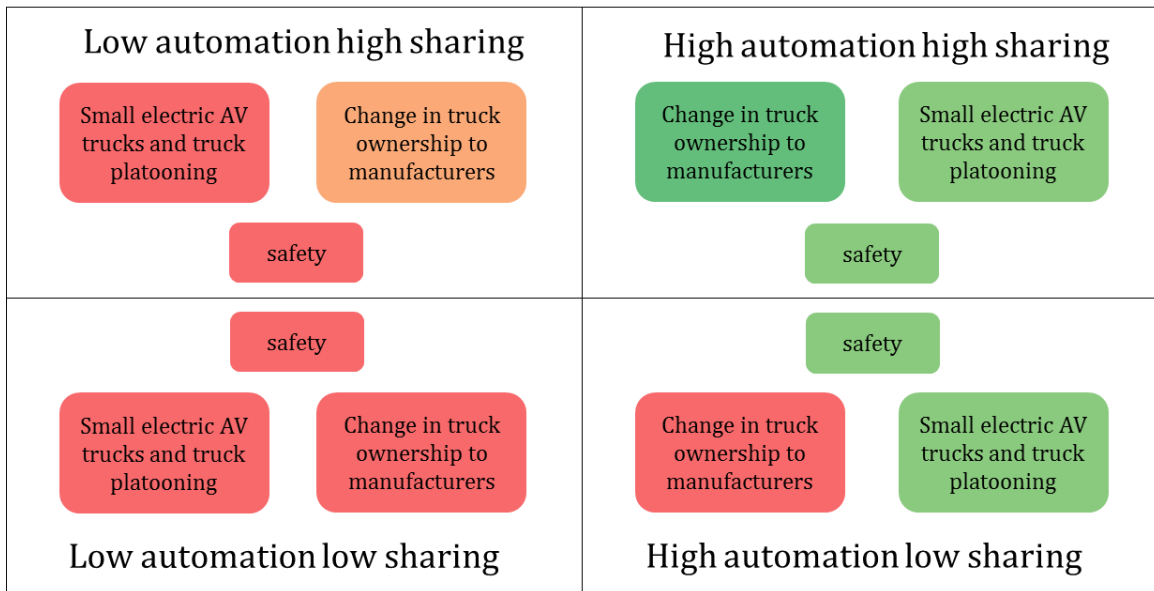 Low automation high sharing
Small electric AV
trucks and truck
platooning
Change in truck
ownership to
manufacturers
safety
High automation high sharing
Change in truck
ownership to
manufacturers
Small electric AV
trucks and truck
platooning
safety
safety
Small electric AV
trucks and truck
platooning
Change in truck
ownership to
manufacturers
Low automation low sharing
safety
Change in truck
ownership to
manufacturers
Small electric AV
trucks and truck
platooning
High automation low sharing